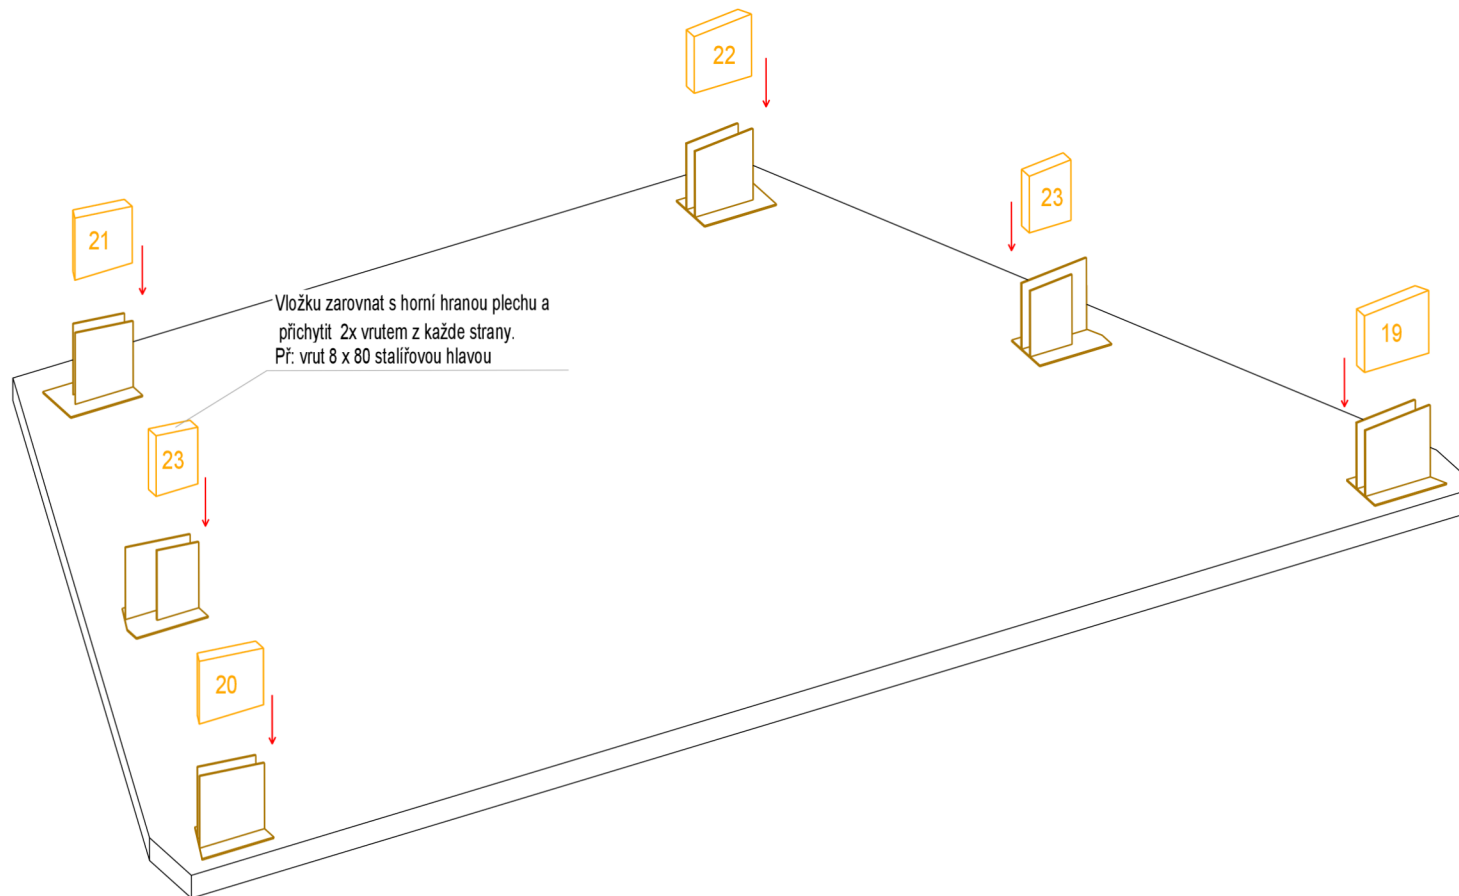 22
23
21
19
Vložku zarovnat s horní hranou plechu a
přichytit 2x vrutem z každe strany.
Př: vrut 8 x 80 stalířovou hlavou
23
20